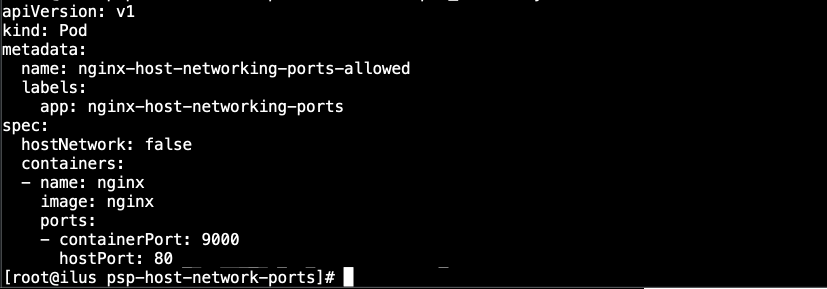 apiVersion: v1
kind: Pod
metadata:
  name: nginx-host-networking-ports-allowed
  labels:
    app: nginx-host-networking-ports
spec:
  hostNetwork: false
  containers:
  - name: nginx
    image: nginx
    ports:
    - containerPort: 9000
      hostPort: 80
[root@ilus psp-host-network-ports]#